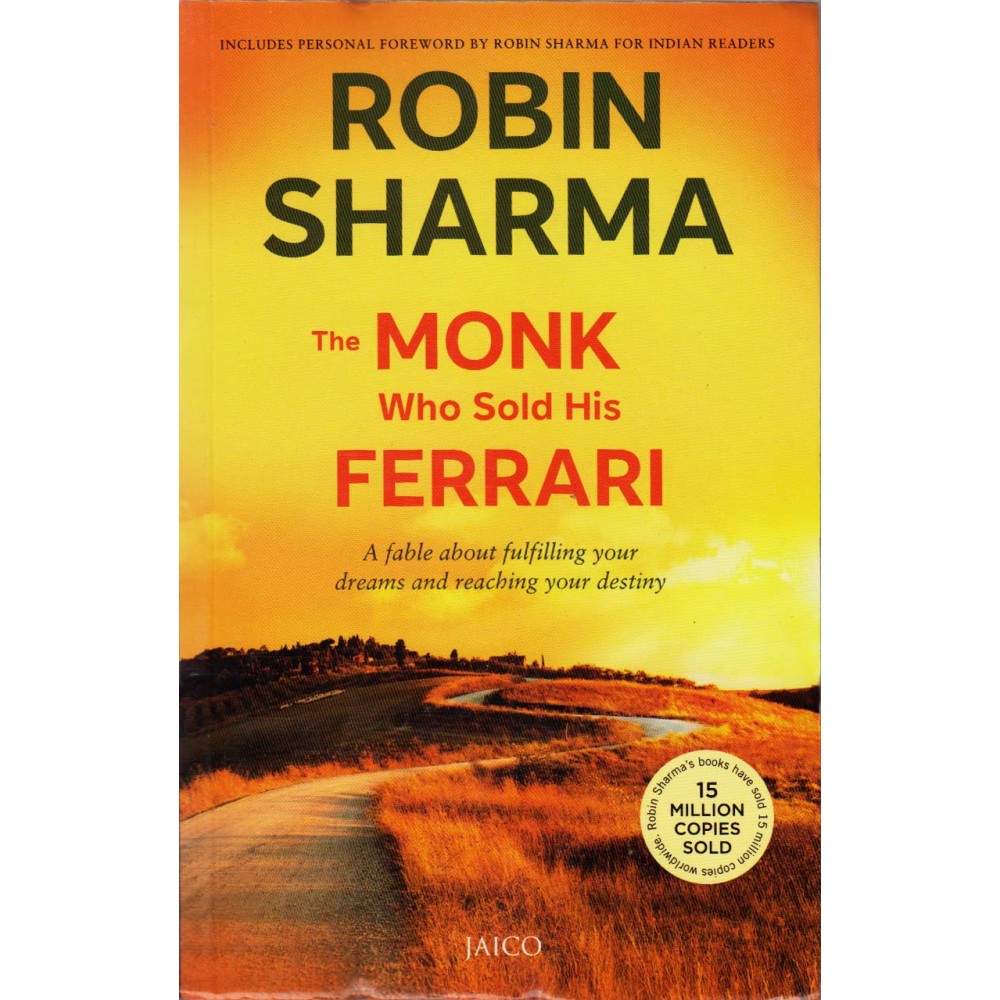 INCLUDES PERSONAL FOREWORD BY ROBIN SHARMA FOR INDIAN READERS
ROBIN
SHARMA
The MONK
Who Sold His
FERRARI
A fable about fulfilling your
dreams and reaching your destiny
Robin Sharma's books have sold 15 million copies worldwide.
15
MILLION
COPIES
SOLD
JAICO